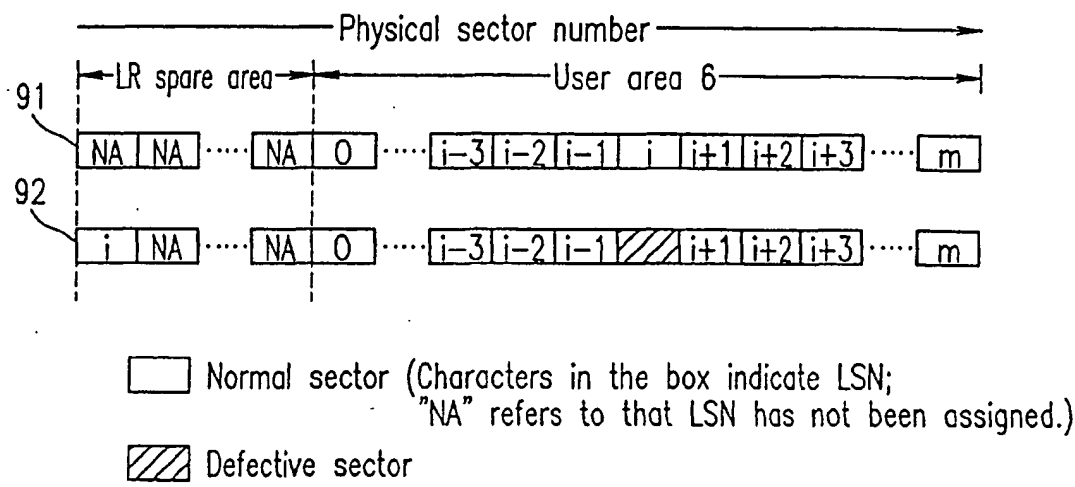 Physical sector number
LR spare area User area 6
91
NA NA ..... NA 0 ..... i-3 i-2 i-1 i i+1 i+2 i+3 ..... m
92
i NA ..... NA 0 ..... i-3 i-2 i-1 i+1 i+2 i+3 ..... m
Normal sector (Characters in the box indicate LSN;
"NA" refers to that LSN has not been assigned.)
Defective sector